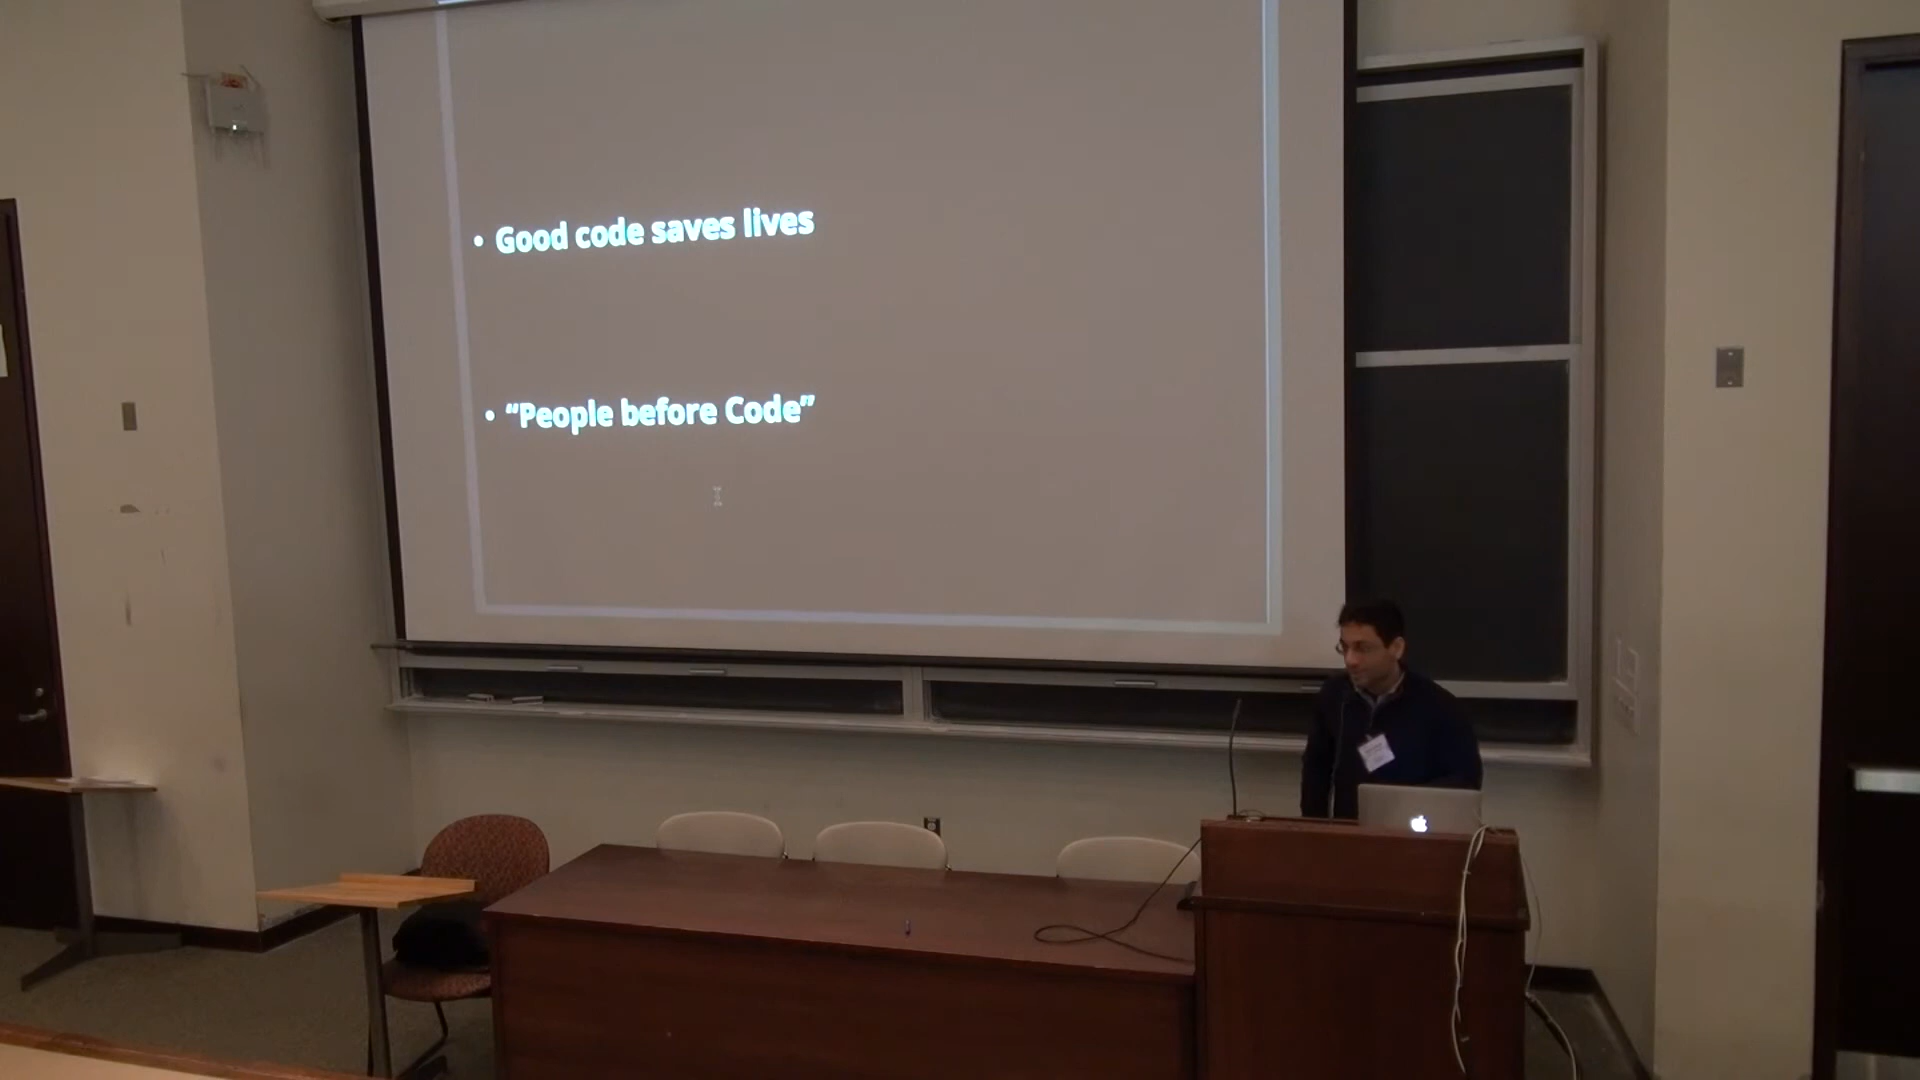 • Good code saves lives
• “People before Code”